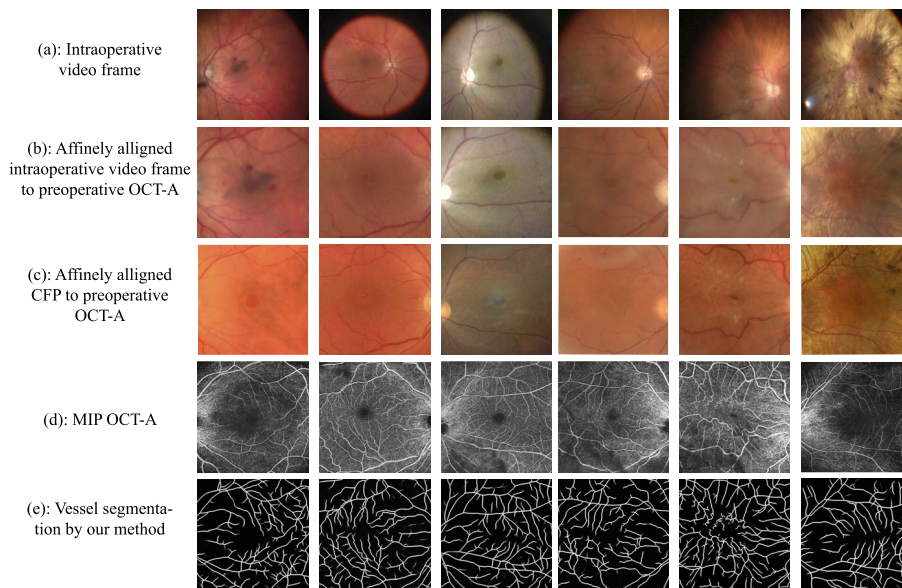 (a): Intraoperative
video frame
(b): Affinely alligned
intraoperative video frame
to preoperative OCT-A
(c): Affinely alligned
CFP to preoperative
OCT-A
(d): MIP OCT-A
(e): Vessel segmenta-
tion by our method